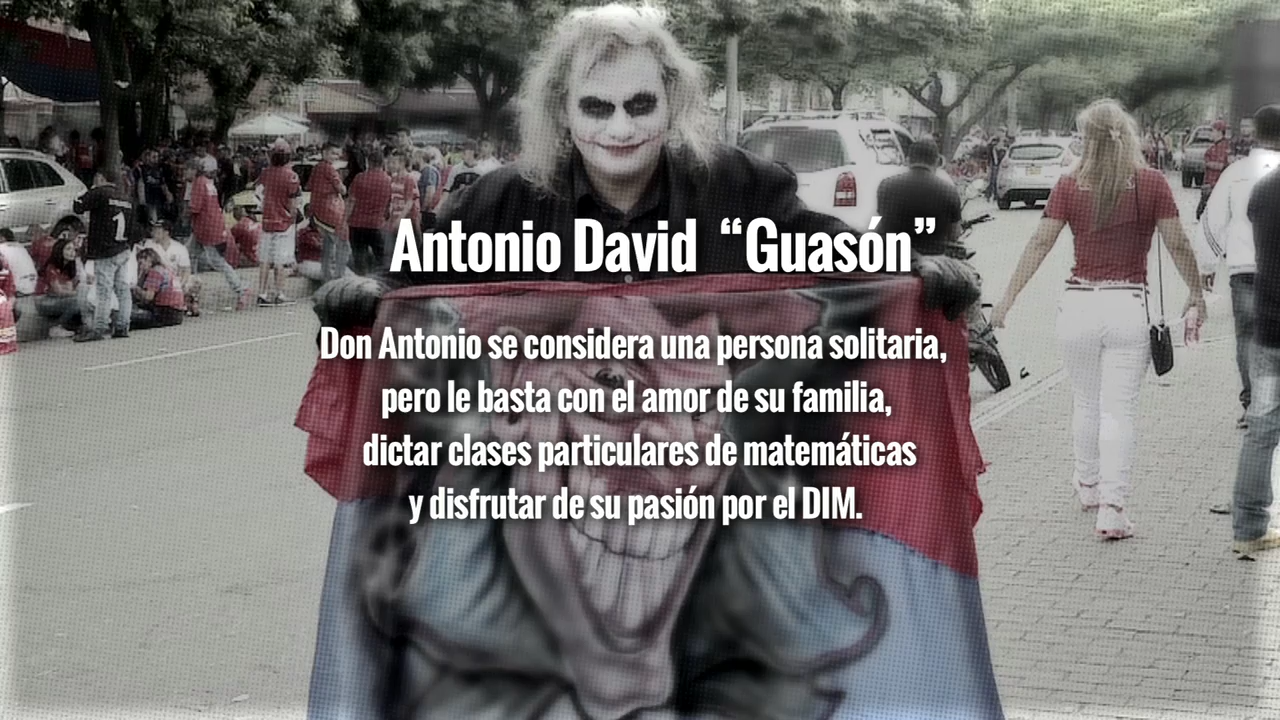 Antonio David “Guasón”
Don Antonio se considera una persona solitaria,
pero le basta con el amor de su familia,
dictar clases particulares de matemáticas
y disfrutar de su pasión por el DIM.
1